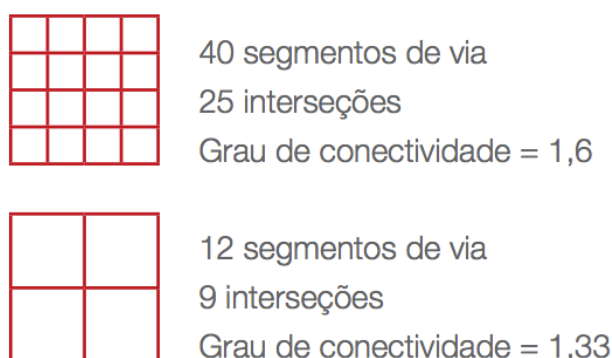 40 segmentos de via
25 interseções
Grau de conectividade = 1,6
12 segmentos de via
9 interseções
Grau de conectividade = 1,33